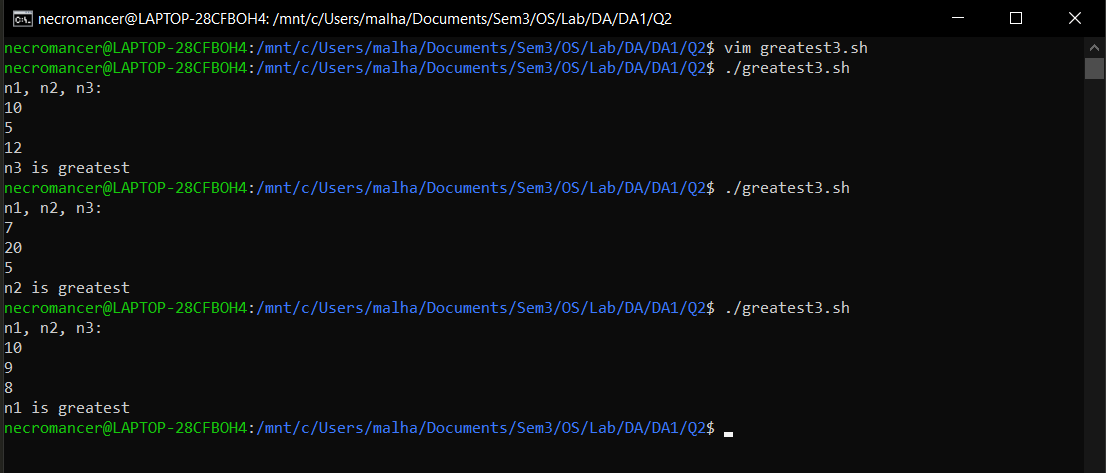 necromancer@LAPTOP-28CFBOH4: /mnt/c/Users/malha/Documents/Sem3/OS/Lab/DA/DA1/Q2
necromancer@LAPTOP-28CFBOH4:/mnt/c/Users/malha/Documents/Sem3/OS/Lab/DA/DA1/Q2$ vim greatest3.sh
necromancer@LAPTOP-28CFBOH4:/mnt/c/Users/malha/Documents/Sem3/OS/Lab/DA/DA1/Q2$ ./greatest3.sh
n1, n2, n3:
10
5
12
n3 is greatest
necromancer@LAPTOP-28CFBOH4:/mnt/c/Users/malha/Documents/Sem3/OS/Lab/DA/DA1/Q2$ ./greatest3.sh
n1, n2, n3:
7
20
5
n2 is greatest
necromancer@LAPTOP-28CFBOH4:/mnt/c/Users/malha/Documents/Sem3/OS/Lab/DA/DA1/Q2$ ./greatest3.sh
n1, n2, n3:
10
9
8
n1 is greatest
necromancer@LAPTOP-28CFBOH4:/mnt/c/Users/malha/Documents/Sem3/OS/Lab/DA/DA1/Q2$